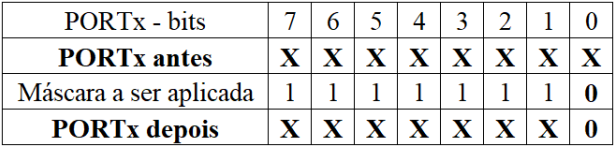 PORTx - bits 7 6 5 4 3 2 1 0
PORTx antes X X X X X X X X
Máscara a ser aplicada 1 1 1 1 1 1 1 0
PORTx depois X X X X X X X 0